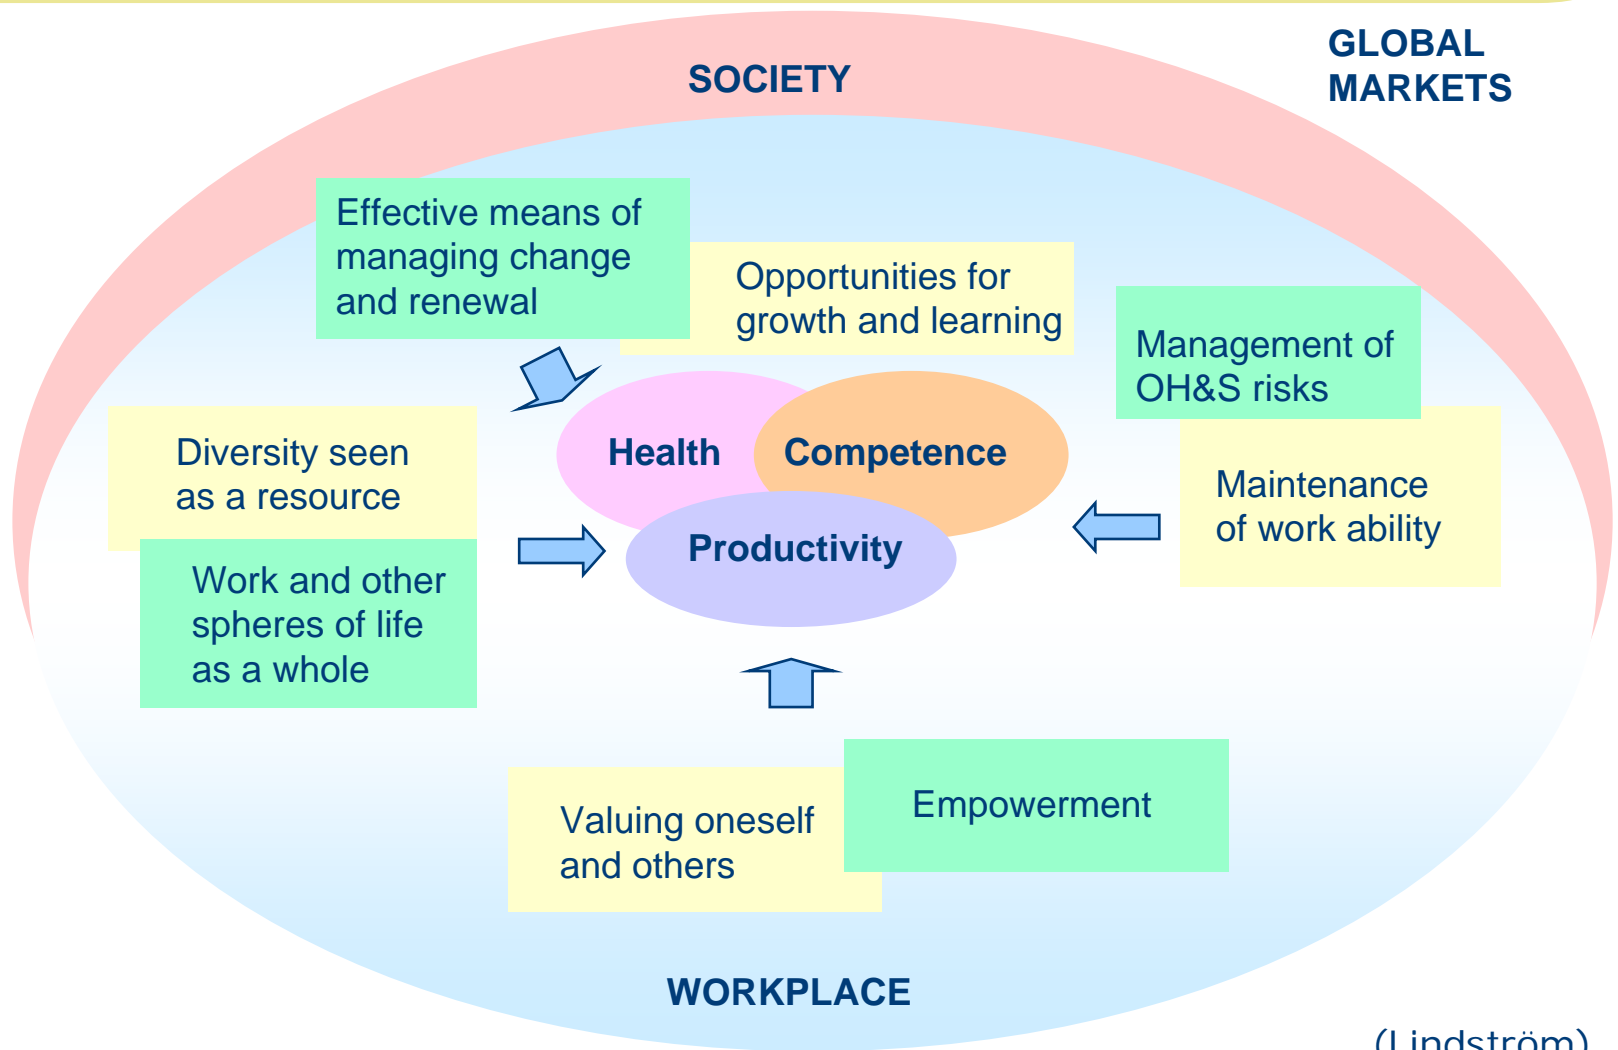 GLOBAL
MARKETS
SOCIETY
Effective means of
managing change
and renewal
Opportunities for
growth and learning
Management of
OH&S risks
Diversity seen
as a resource
Health
Competence
Maintenance
of work ability
Productivity
Work and other
spheres of life
as a whole
Valuing oneself
and others
Empowerment
WORKPLACE
(Lindström)